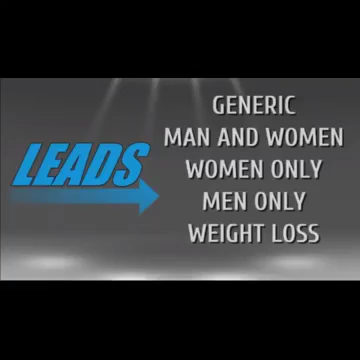 LEADS
GENERIC
MAN AND WOMEN
WOMEN ONLY
MEN ONLY
WEIGHT LOSS